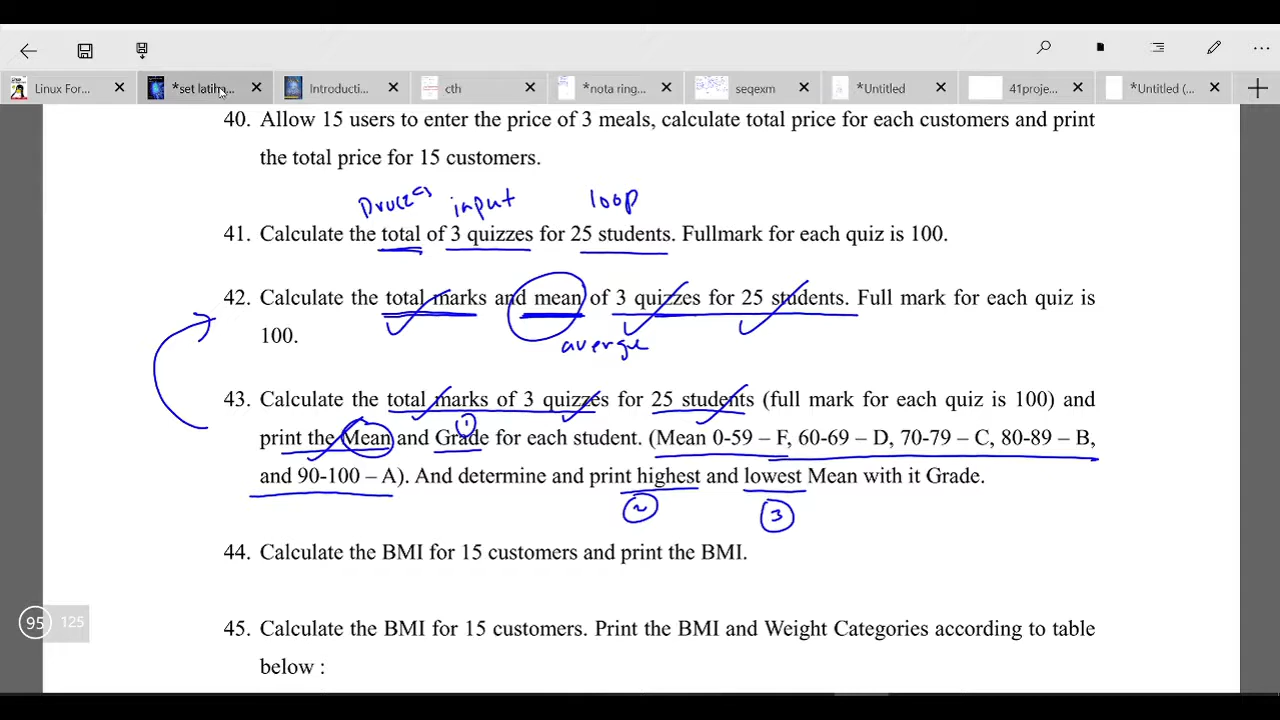 Linux For...
*set latiha...
Introducti...
cth
*nota ring...
seqexm
*Untitled
41proje...
*Untitled (...
40. Allow 15 users to enter the price of 3 meals, calculate total price for each customers and print
the total price for 15 customers.
process input loop
41. Calculate the total of 3 quizzes for 25 students. Fullmark for each quiz is 100.
42. Calculate the total marks and mean of 3 quizzes for 25 students. Full mark for each quiz is
100.
averge
43. Calculate the total marks of 3 quizzes for 25 students (full mark for each quiz is 100) and
1
print the Mean and Grade for each student. (Mean 0-59 – F, 60-69 – D, 70-79 – C, 80-89 – B,
and 90-100 – A). And determine and print highest and lowest Mean with it Grade.
2 3
44. Calculate the BMI for 15 customers and print the BMI.
95 125
45. Calculate the BMI for 15 customers. Print the BMI and Weight Categories according to table
below :